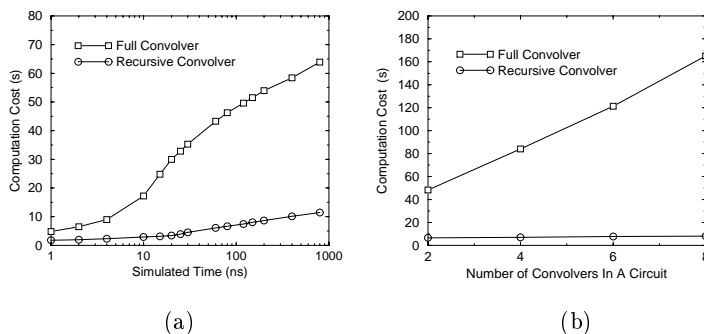 80
70
60
50
40
30
20
10
0
Computation Cost (s)
Full Convolver
Recursive Convolver
1 10 100 1000
Simulated Time (ns)
(a)
200
180
160
140
120
100
80
60
40
20
0
Computation Cost (s)
Full Convolver
Recursive Convolver
2 4 6 8
Number of Convolvers In A Circuit
(b)